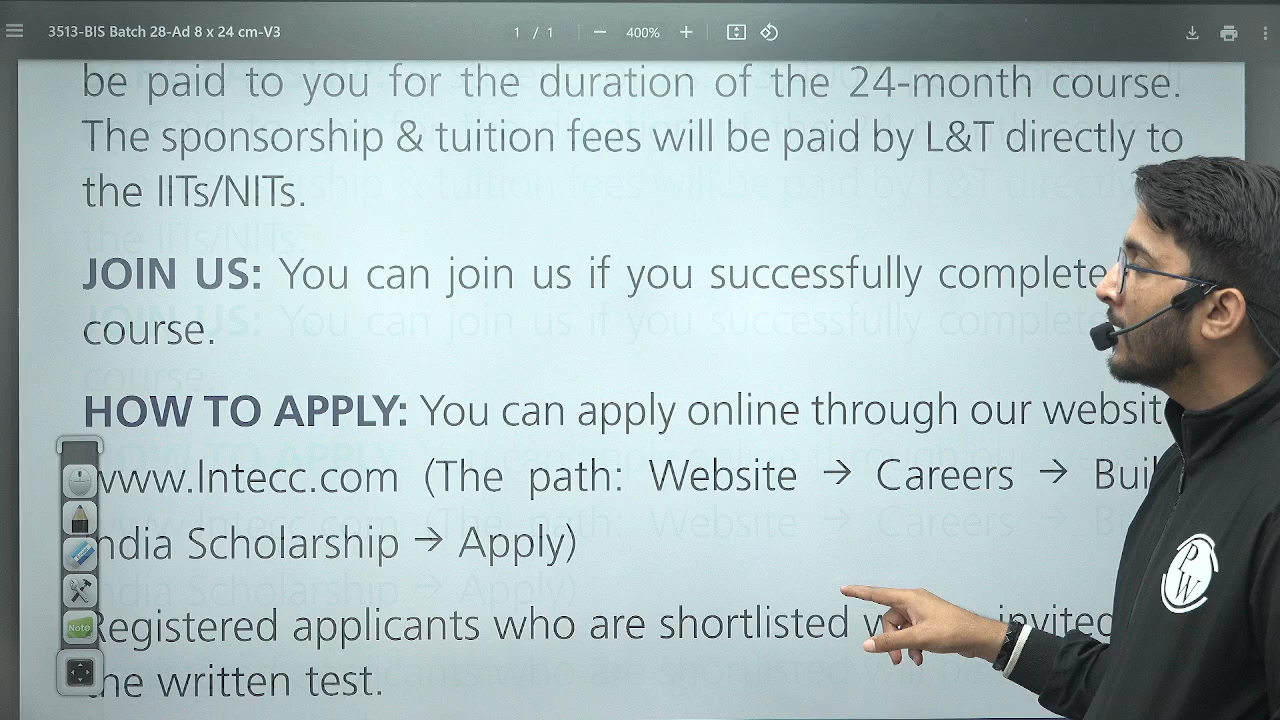 3513-BIS Batch 28-Ad 8 x 24 cm-V3
1 / 1
400%
be paid to you for the duration of the 24-month course.
The sponsorship & tuition fees will be paid by L&T directly to
the IITs/NITs.
JOIN US: You can join us if you successfully complete
course.
HOW TO APPLY: You can apply online through our websit
www.lntecc.com (The path: Website → Careers → Buil
ndia Scholarship → Apply)
Registered applicants who are shortlisted invited
the written test.
Note
PW